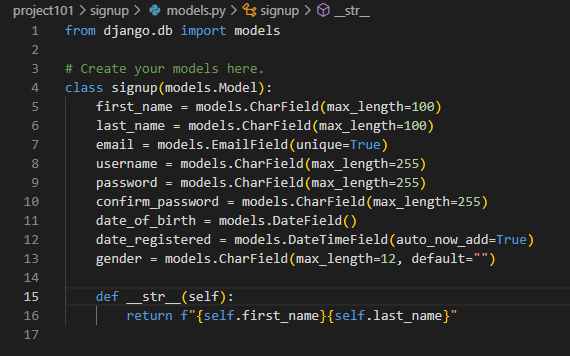 project101 > signup > models.py > signup > __str__
1 from django.db import models
2
3 # Create your models here.
4 class signup(models.Model):
5     first_name = models.CharField(max_length=100)
6     last_name = models.CharField(max_length=100)
7     email = models.EmailField(unique=True)
8     username = models.CharField(max_length=255)
9     password = models.CharField(max_length=255)
10     confirm_password = models.CharField(max_length=255)
11     date_of_birth = models.DateField()
12     date_registered = models.DateTimeField(auto_now_add=True)
13     gender = models.CharField(max_length=12, default="")
14
15     def __str__(self):
16         return f"{self.first_name}{self.last_name}"
17